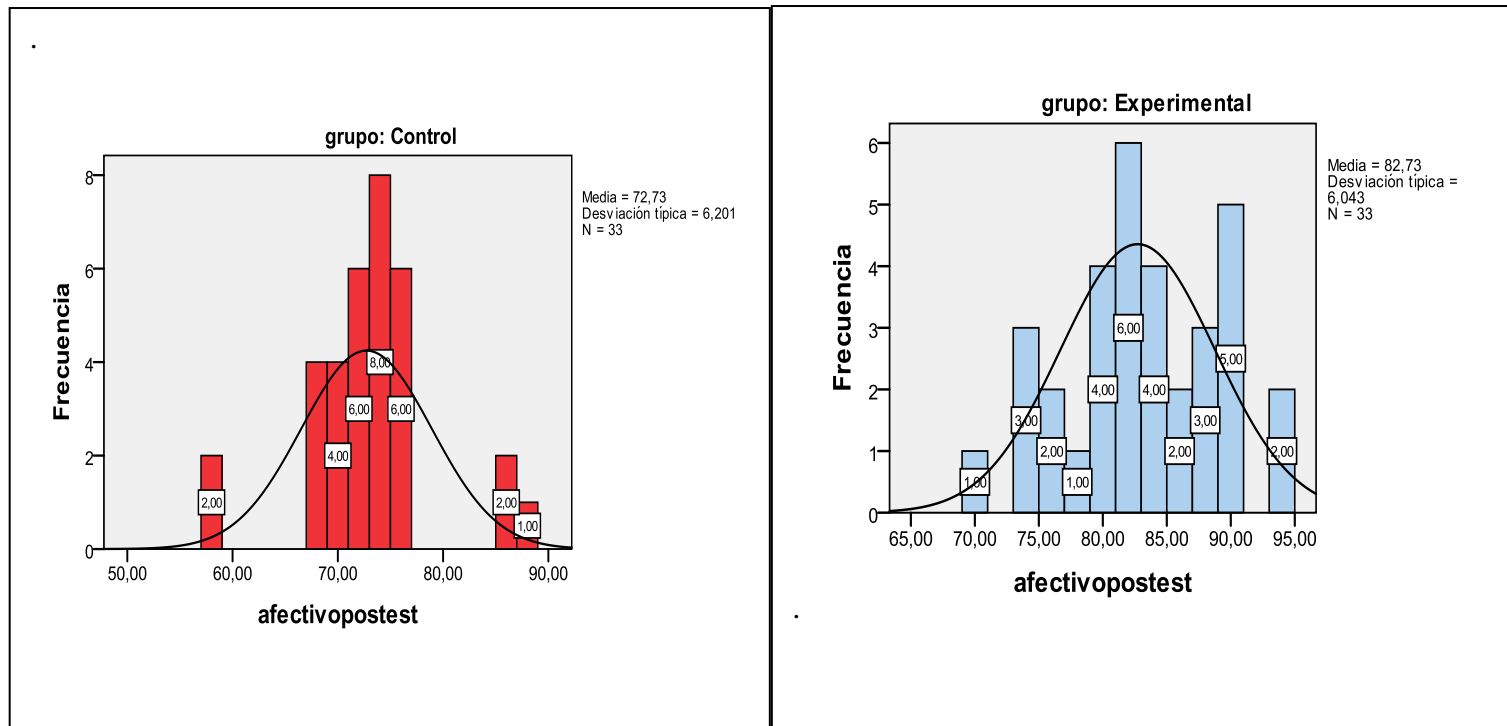 grupo: Control
Media = 72,73
Desviación típica = 6,201
N = 33
Frecuencia
8
6
4
2
0
2,00
4,00
6,00
8,00
6,00
2,00
1,00
50,00 60,00 70,00 80,00 90,00
afectivopostest
grupo: Experimental
Media = 82,73
Desviación típica =
6,043
N = 33
Frecuencia
6
5
4
3
2
1
0
1,00
3,00
2,00
1,00
4,00
6,00
4,00
2,00
3,00
5,00
2,00
65,00 70,00 75,00 80,00 85,00 90,00 95,00
afectivopostest